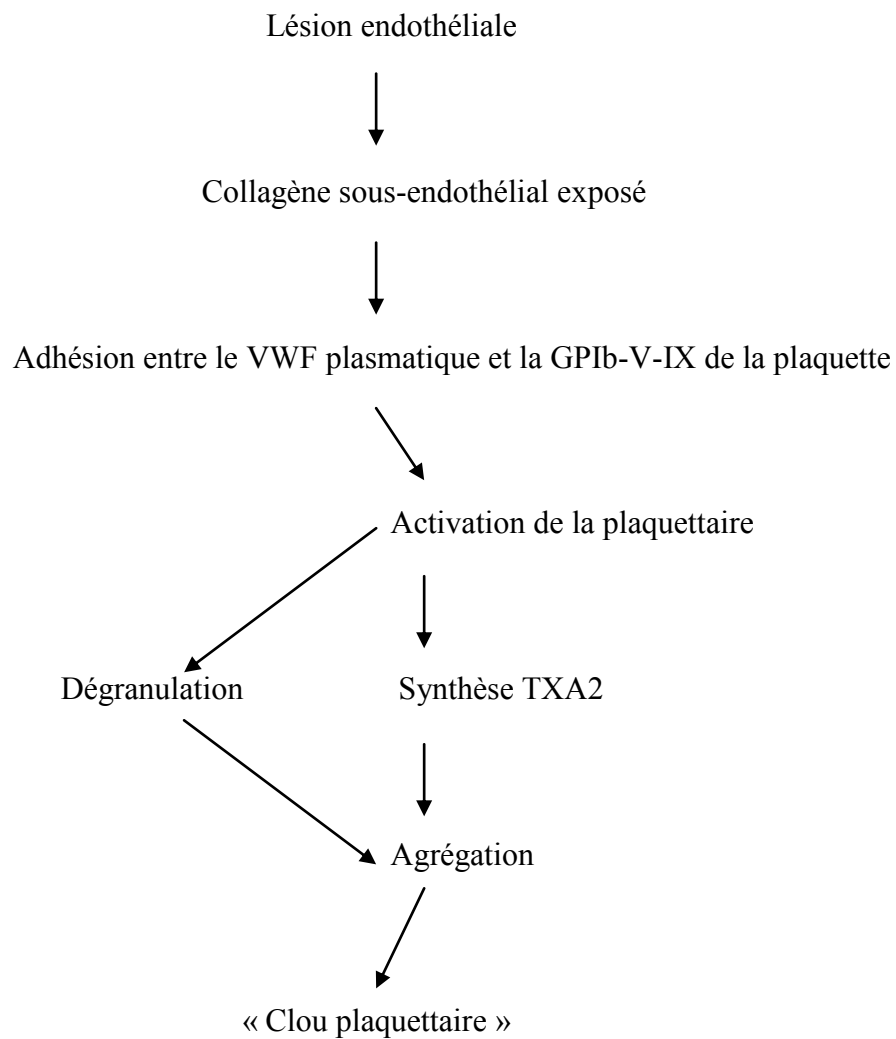 Lésion endothéliale
Collagène sous-endothélial exposé
Adhésion entre le VWF plasmatique et la GPIb-V-IX de la plaquette
Activation de la plaquettaire
Dégranulation
Synthèse TXA2
Agrégation
« Clou plaquettaire »